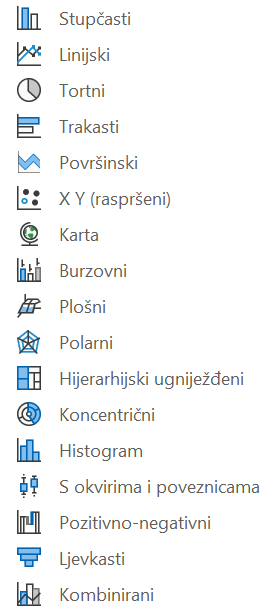 Stupčasti
Linijski
Tortni
Trakasti
Površinski
X Y (raspršeni)
Karta
Burzovni
Plošni
Polarni
Hijerarhijski ugniježđeni
Koncentrični
Histogram
S okvirima i poveznicama
Pozitivno-negativni
Ljevkasti
Kombinirani